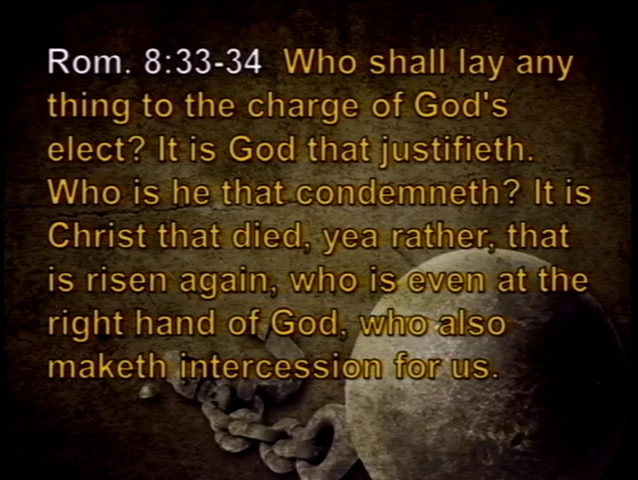 Rom. 8:33-34 Who shall lay any
thing to the charge of God's
elect? It is God that justifieth.
Who is he that condemneth? It is
Christ that died, yea rather, that
is risen again, who is even at the
right hand of God, who also
maketh intercession for us.